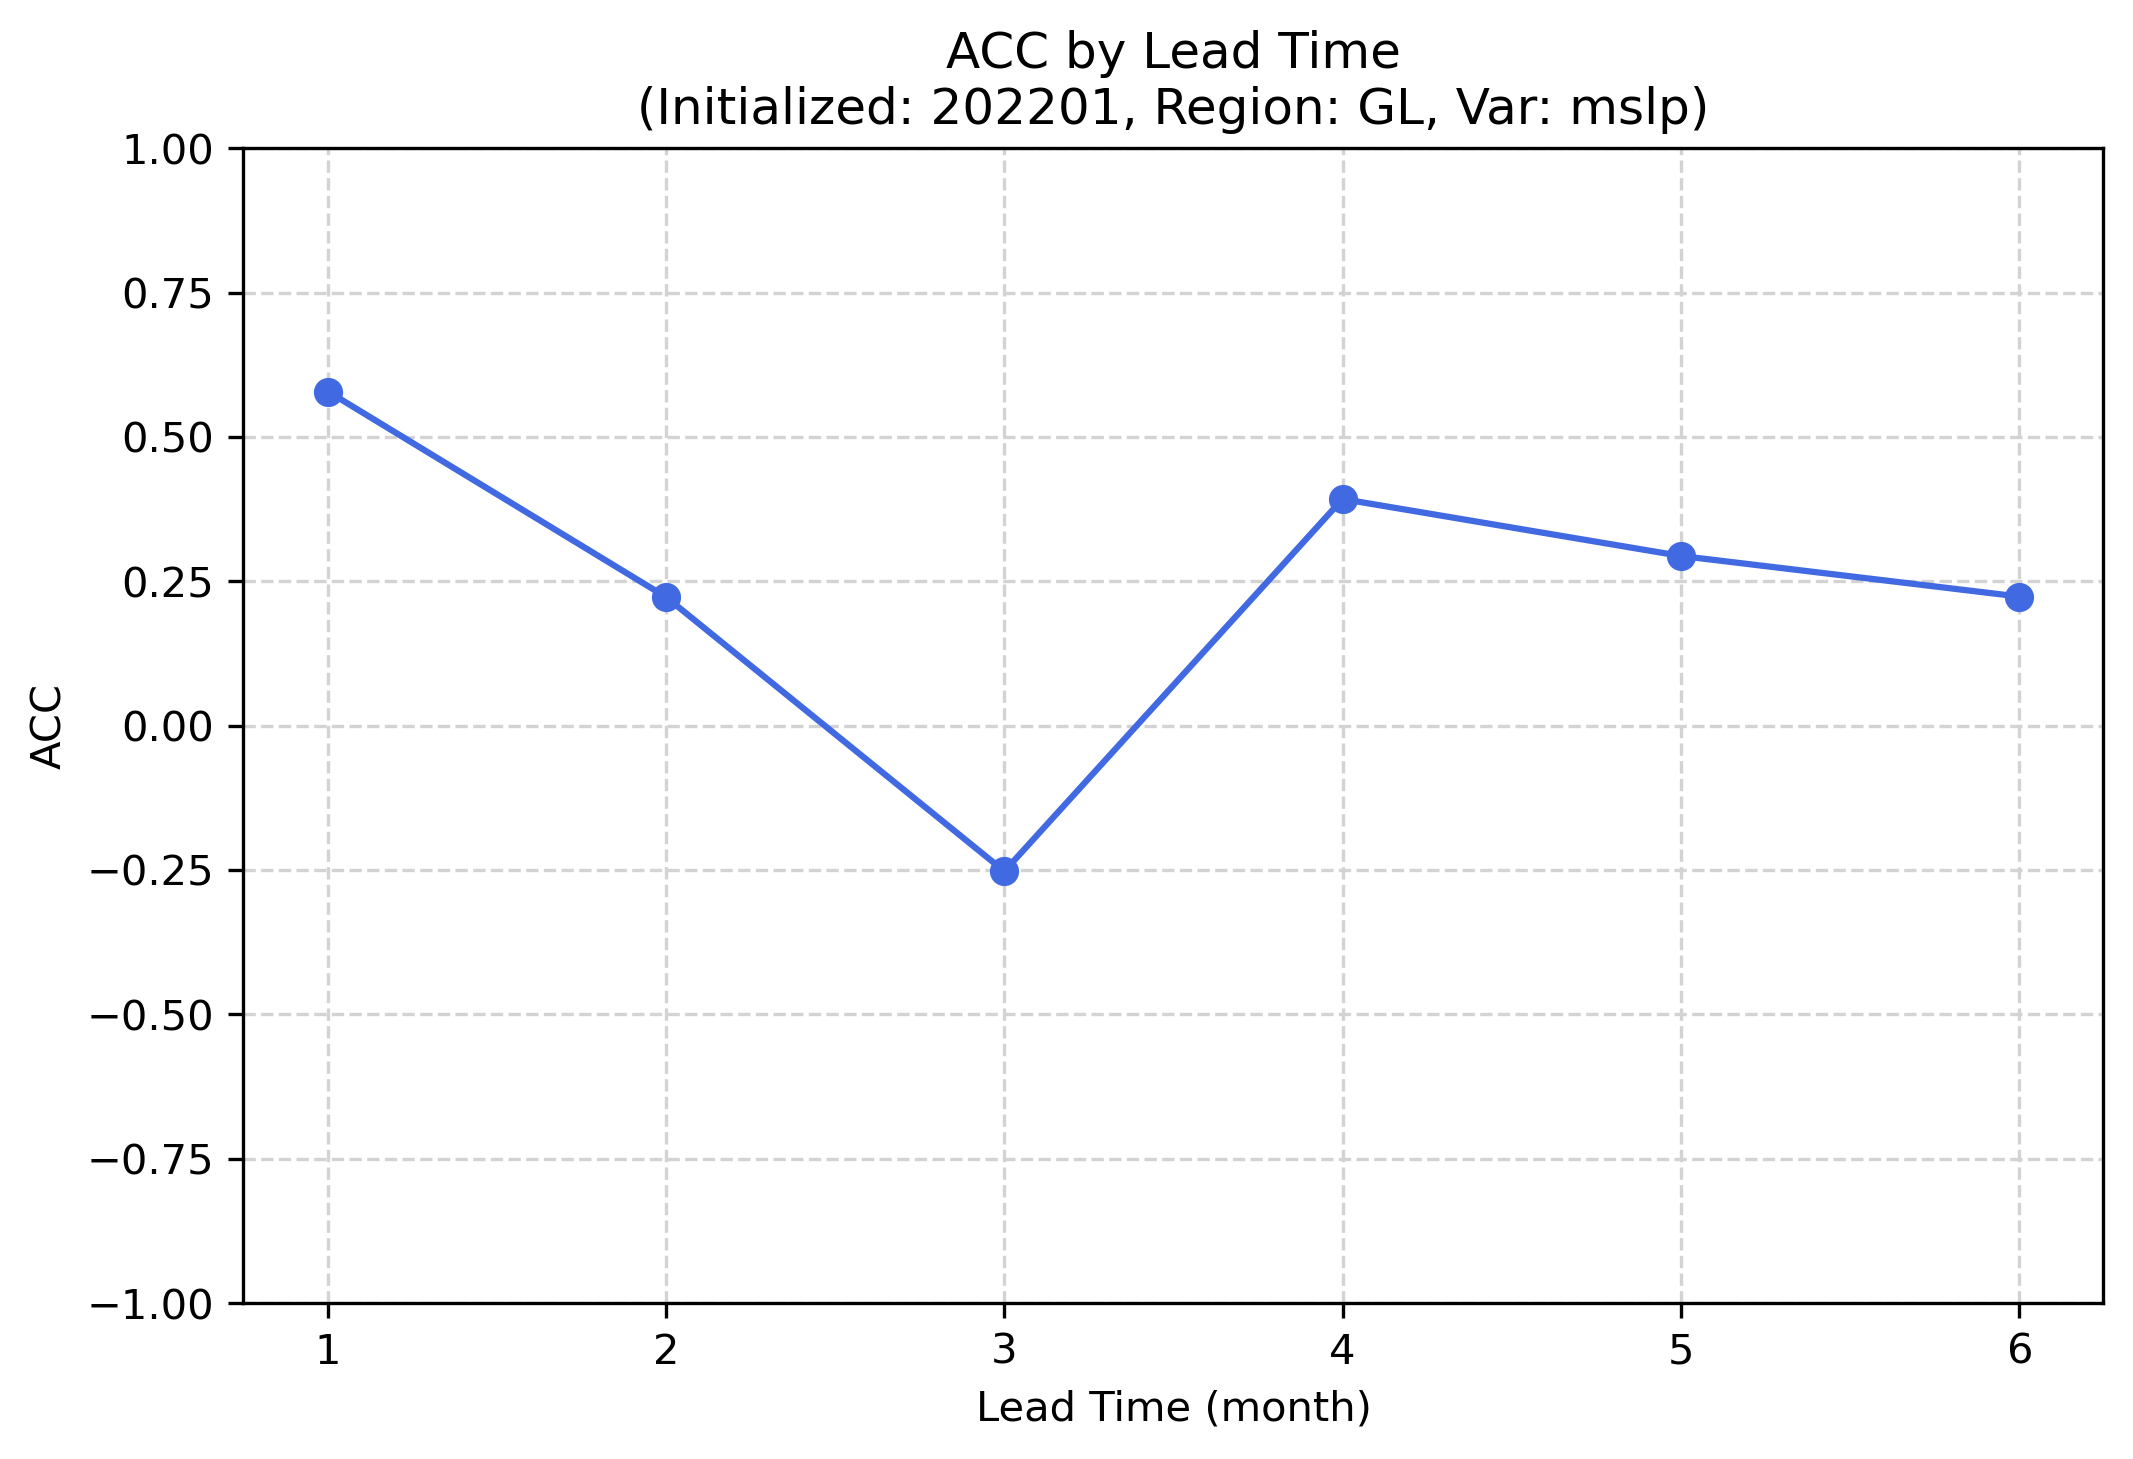 ACC by Lead Time
(Initialized: 202201, Region: GL, Var: mslp)
1.00
0.75
0.50
0.25
0.00
−0.25
−0.50
−0.75
−1.00
ACC
1 2 3 4 5 6
Lead Time (month)